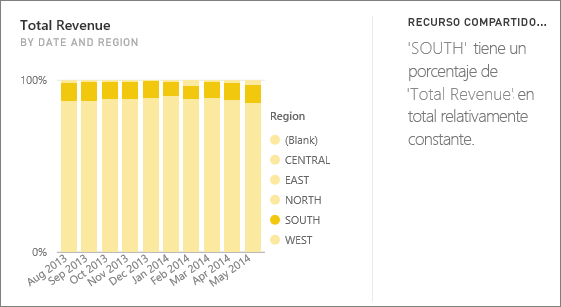 Total Revenue
BY DATE AND REGION
100%
0%
Aug 2013
Sep 2013
Oct 2013
Nov 2013
Dec 2013
Jan 2014
Feb 2014
Mar 2014
Apr 2014
May 2014
Region
(Blank)
CENTRAL
EAST
NORTH
SOUTH
WEST
RECURSO COMPARTIDO...
'SOUTH' tiene un
porcentaje de
'Total Revenue' en
total relativamente
constante.